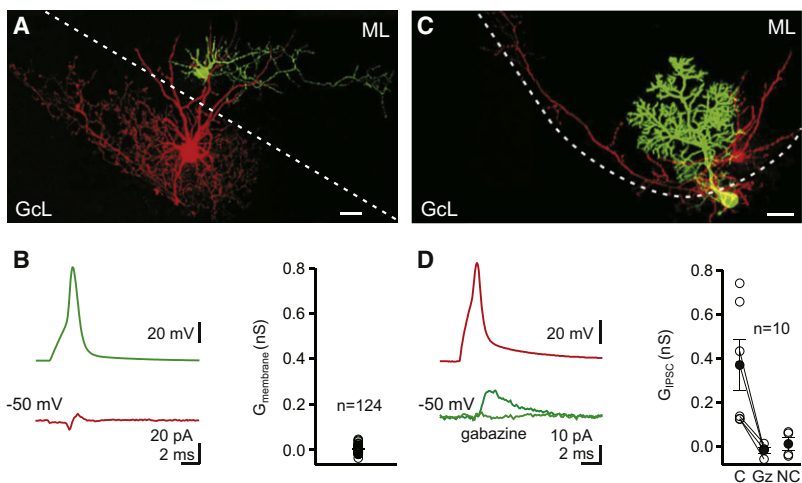 A
ML
GcL
C
ML
GcL
B
20 mV
-50 mV
20 pA
2 ms
G membrane (nS)
0.8
0.6
0.4
0.2
0.0
n=124
D
20 mV
-50 mV
gabazine
10 pA
2 ms
G IPSC (nS)
0.8
0.6
0.4
0.2
0.0
n=10
C Gz NC